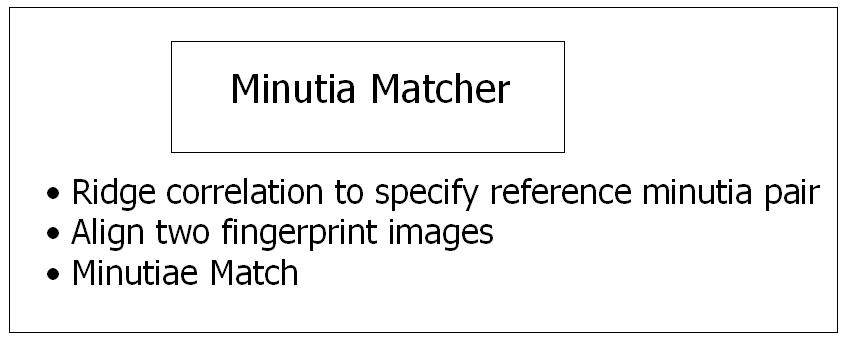 Minutia Matcher
• Ridge correlation to specify reference minutia pair
• Align two fingerprint images
• Minutiae Match